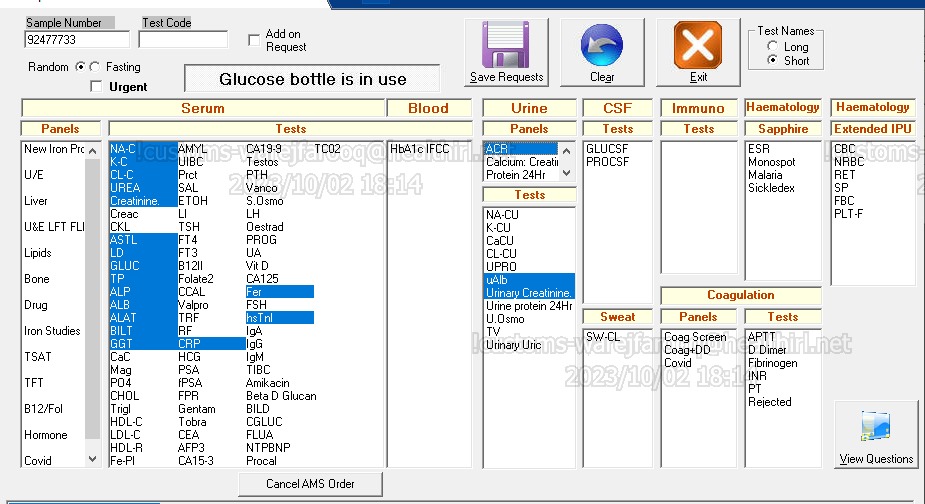 Sample Number
Test Code
92477733
Add on
Request
Random
Fasting
Urgent
Glucose bottle is in use
Save Requests
Clear
Exit
Test Names
Long
Short
Serum
Blood
Urine
CSF
Immuno
Haematology
Haematology
Panels
Tests
Panels
Tests
Tests
Sapphire
Extended IPU
New Iron Prc
U/E
Liver
U&E LFT FLI
Lipids
Bone
Drug
Iron Studies
TSAT
TFT
B12/Fol
Hormone
Covid
NA-C AMYL CA19-9 TC02
K-C UIBC Testos
CL-C Prct PTH
UREA SAL Vanco
Creatinine. ETOH S.Osmo
Creac LI LH
CKL TSH Oestrad
ASTL FT4 PROG
LD FT3 UA
GLUC B12II Vit D
TP Folate2 CA125
ALP CCAL Fer
ALB Valpro FSH
ALAT TRF hsTnI
BILT RF IgA
GGT CRP IgG
CaC HCG IgM
Mag PSA TIBC
PO4 fPSA Amikacin
CHOL FPR Beta D Glucan
Trigl Gentam BILD
HDL-C Tobra CGLUC
LDL-C CEA FLUA
HDL-R AFP3 NTPBNP
Fe-Pl CA15-3 Procal
HbA1c IFCC
ACR
Calcium: Creati
Protein 24Hr
Tests
NA-CU
K-CU
CaCU
CL-CU
UPRO
uAlb
Urinary Creatinine.
Urine protein 24Hr
U.Osmo
TV
Urinary Uric
GLUCSF
PROCSF
Sweat
SW-CL
ESR
Monospot
Malaria
Sickledex
CBC
NRBC
RET
SP
FBC
PLT-F
Coagulation
Panels
Tests
Coag Screen
Coag+DD
Covid
APTT
D Dimer
Fibrinogen
INR
PT
Rejected
View Questions
Cancel AMS Order
2023/10/02 18:14
2023/10/02 18:14